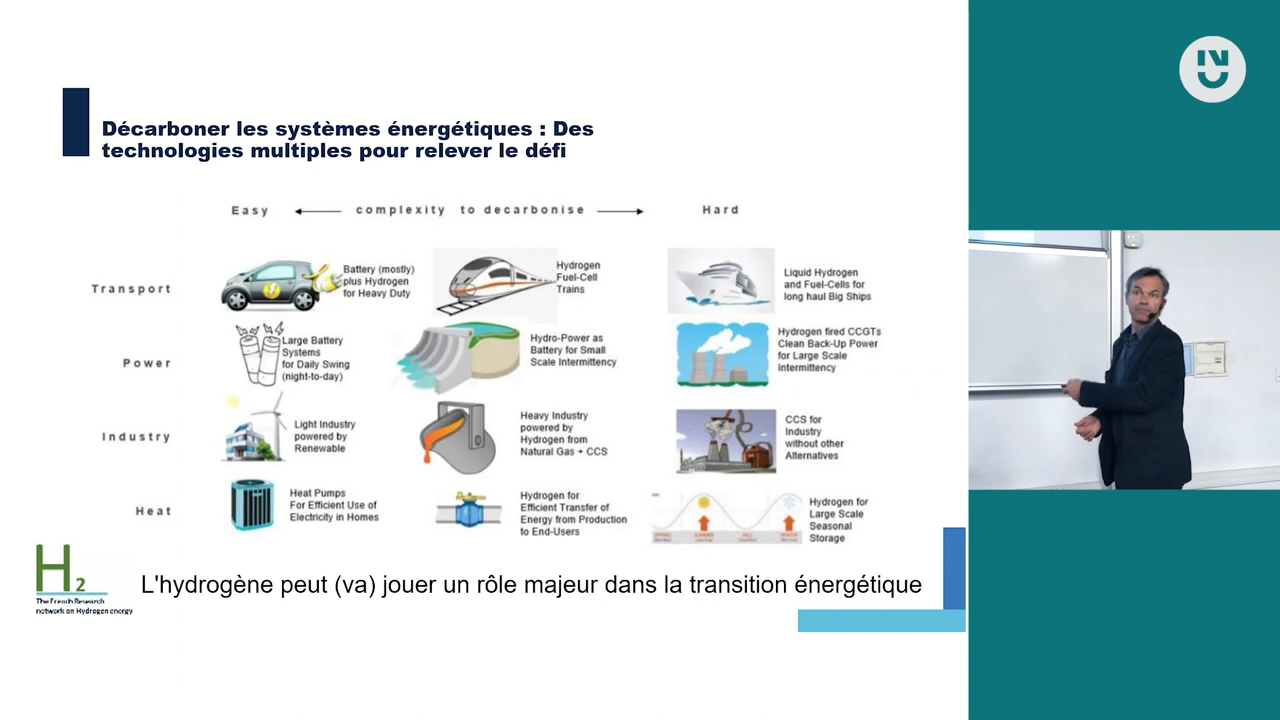 Décarboner les systèmes énergétiques : Des
technologies multiples pour relever le défi
Easy complexity to decarbonise Hard
Transport
Battery (mostly)
plus Hydrogen
for Heavy Duty
Hydrogen
Fuel-Cell
Trains
Liquid Hydrogen
and Fuel-Cells for
long haul Big Ships
Power
Large Battery
Systems
for Daily Swing
(night-to-day)
Hydro-Power as
Battery for Small
Scale Intermittency
Hydrogen fired CCGTs
Clean Back-Up Power
for Large Scale
Intermittency
Industry
Light Industry
powered by
Renewable
Heavy Industry
powered by
Hydrogen from
Natural Gas + CCS
CCS for
Industry
without other
Alternatives
Heat
Heat Pumps
For Efficient Use of
Electricity in Homes
Hydrogen for
Efficient Transfer of
Energy from Production
to End-Users
Hydrogen for
Large Scale
Seasonal
Storage
H2
The French Research
network on Hydrogen energy
L'hydrogène peut (va) jouer un rôle majeur dans la transition énergétique